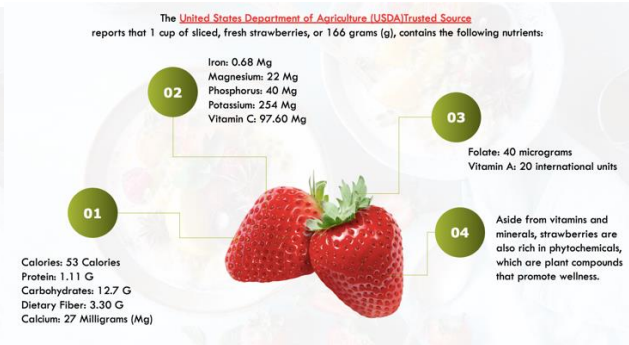 The United States Department of Agriculture (USDA)Trusted Source
reports that 1 cup of sliced, fresh strawberries, or 166 grams (g), contains the following nutrients:
01
Calories: 53 Calories
Protein: 1.11 G
Carbohydrates: 12.7 G
Dietary Fiber: 3.30 G
Calcium: 27 Milligrams (Mg)
02
Iron: 0.68 Mg
Magnesium: 22 Mg
Phosphorus: 40 Mg
Potassium: 254 Mg
Vitamin C: 97.60 Mg
03
Folate: 40 micrograms
Vitamin A: 20 international units
04
Aside from vitamins and
minerals, strawberries are
also rich in phytochemicals,
which are plant compounds
that promote wellness.